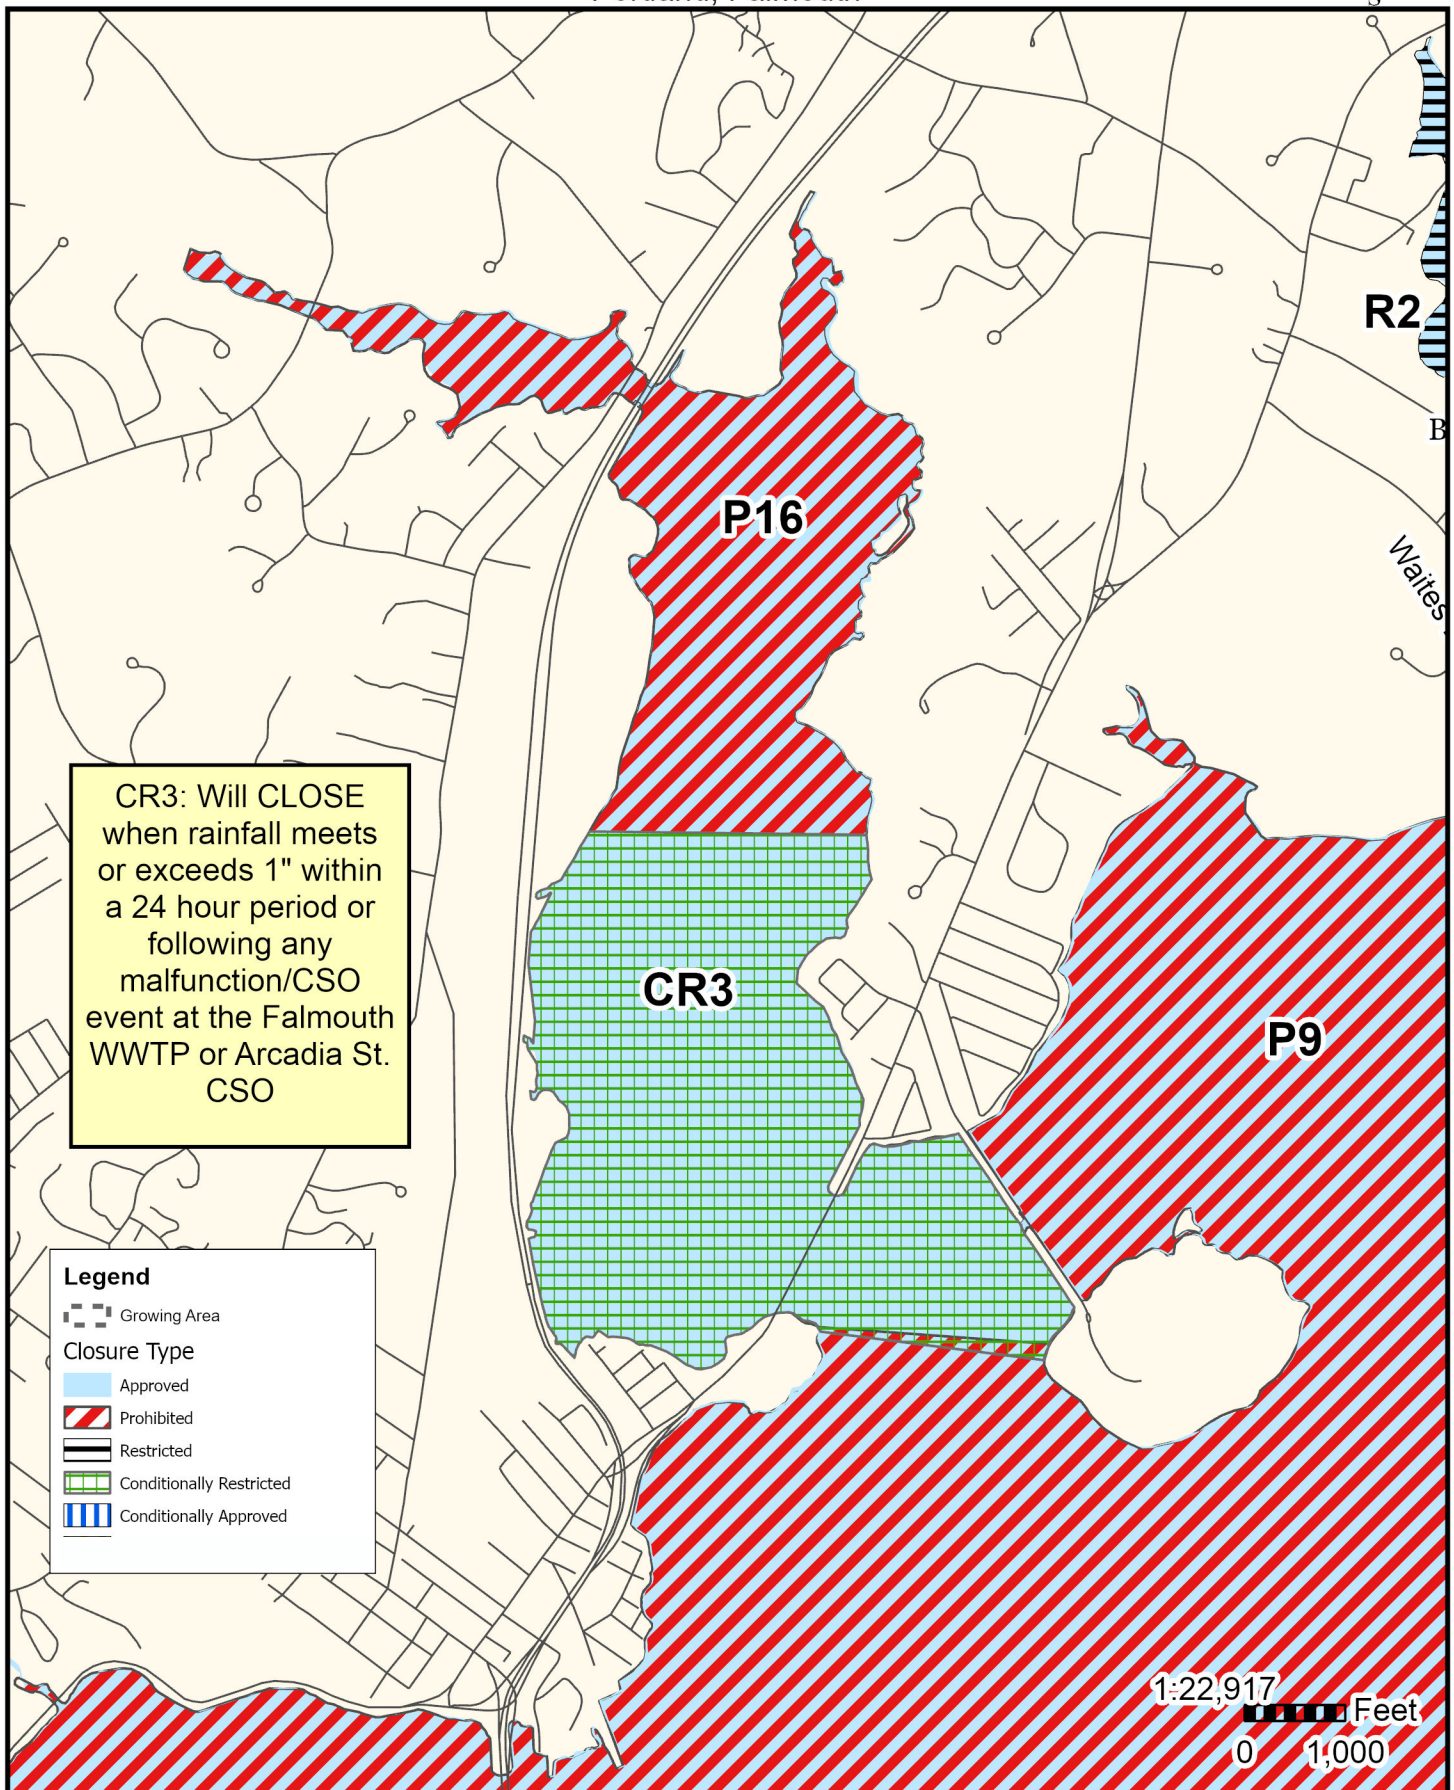 R2
B
P16
Waites
CR3: Will CLOSE
when rainfall meets
or exceeds 1" within
a 24 hour period or
following any
malfunction/CSO
event at the Falmouth
WWTP or Arcadia St.
CSO
CR3
P9
Legend
Growing Area
Closure Type
Approved
Prohibited
Restricted
Conditionally Restricted
Conditionally Approved
1:22,917
Feet
0 1,000